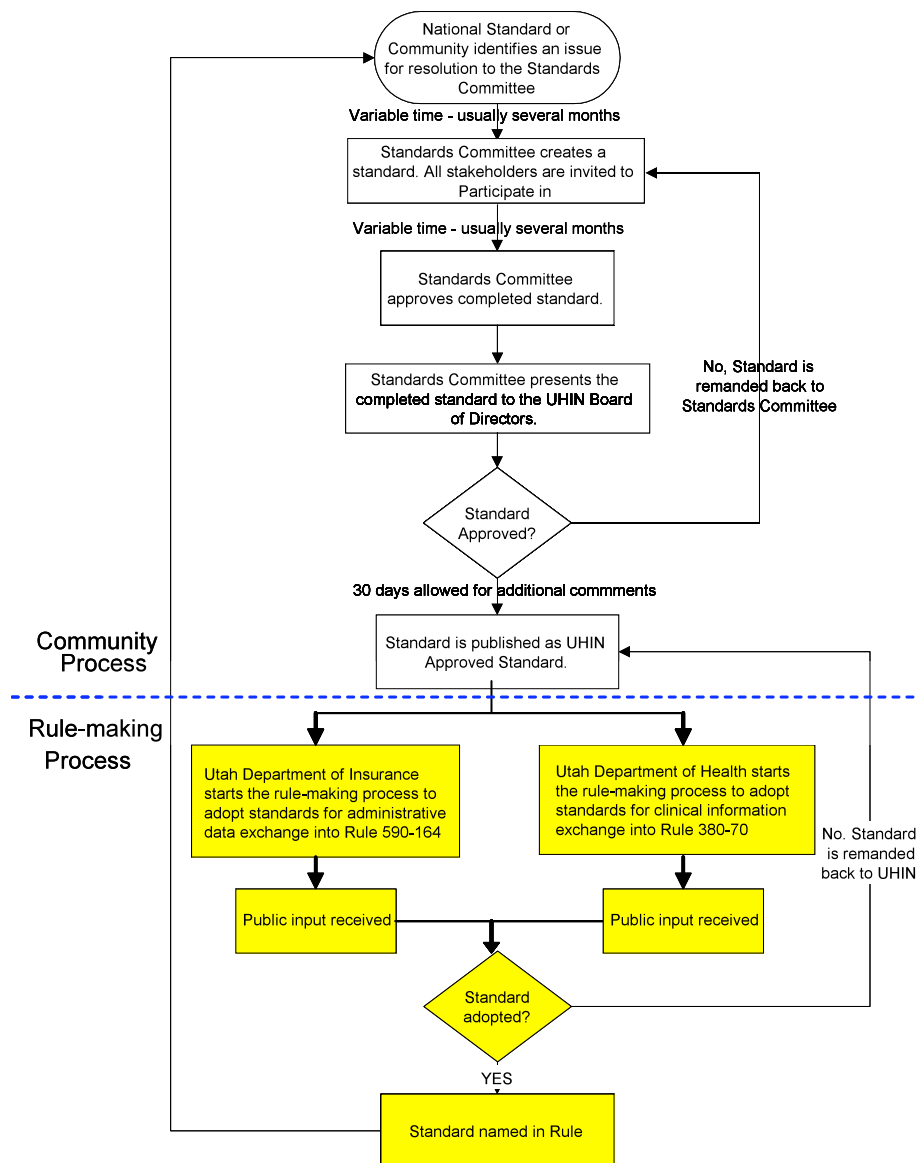 National Standard or
Community identifies an issue
for resolution to the Standards
Committee
Variable time - usually several months
Standards Committee creates a
standard. All stakeholders are invited to
Participate in
Variable time - usually several months
Standards Committee
approves completed standard.
Standards Committee presents the
completed standard to the UHIN Board
of Directors.
No, Standard is
remanded back to
Standards Committee
Standard
Approved?
30 days allowed for additional commments
Standard is published as UHIN
Approved Standard.
Community
Process
Rule-making
Process
Utah Department of Insurance
starts the rule-making process to
adopt standards for administrative
data exchange into Rule 590-164
Utah Department of Health starts
the rule-making process to adopt
standards for clinical information
exchange into Rule 380-70
No. Standard
is remanded
back to UHIN
Public input received
Public input received
Standard
adopted?
YES
Standard named in Rule